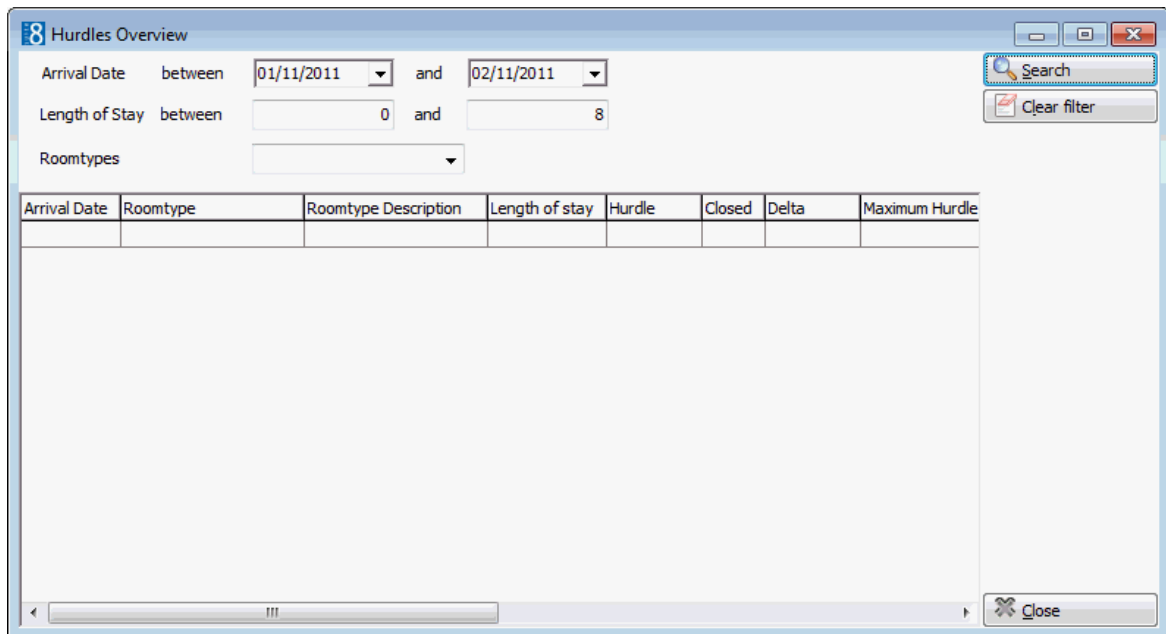 8 Hurdles Overview
Arrival Date between 01/11/2011 and 02/11/2011
Search
Length of Stay between 0 and 8
Clear filter
Roomtypes
Arrival Date Roomtype Roomtype Description Length of stay Hurdle Closed Delta Maximum Hurdle
Close